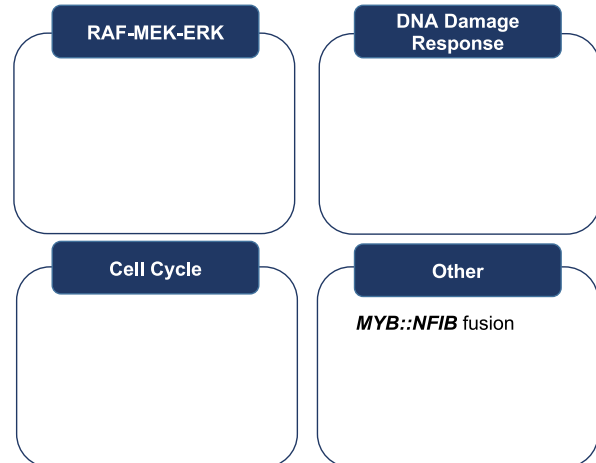 RAF-MEK-ERK
DNA Damage
Response
Cell Cycle
Other
MYB::NFIB fusion